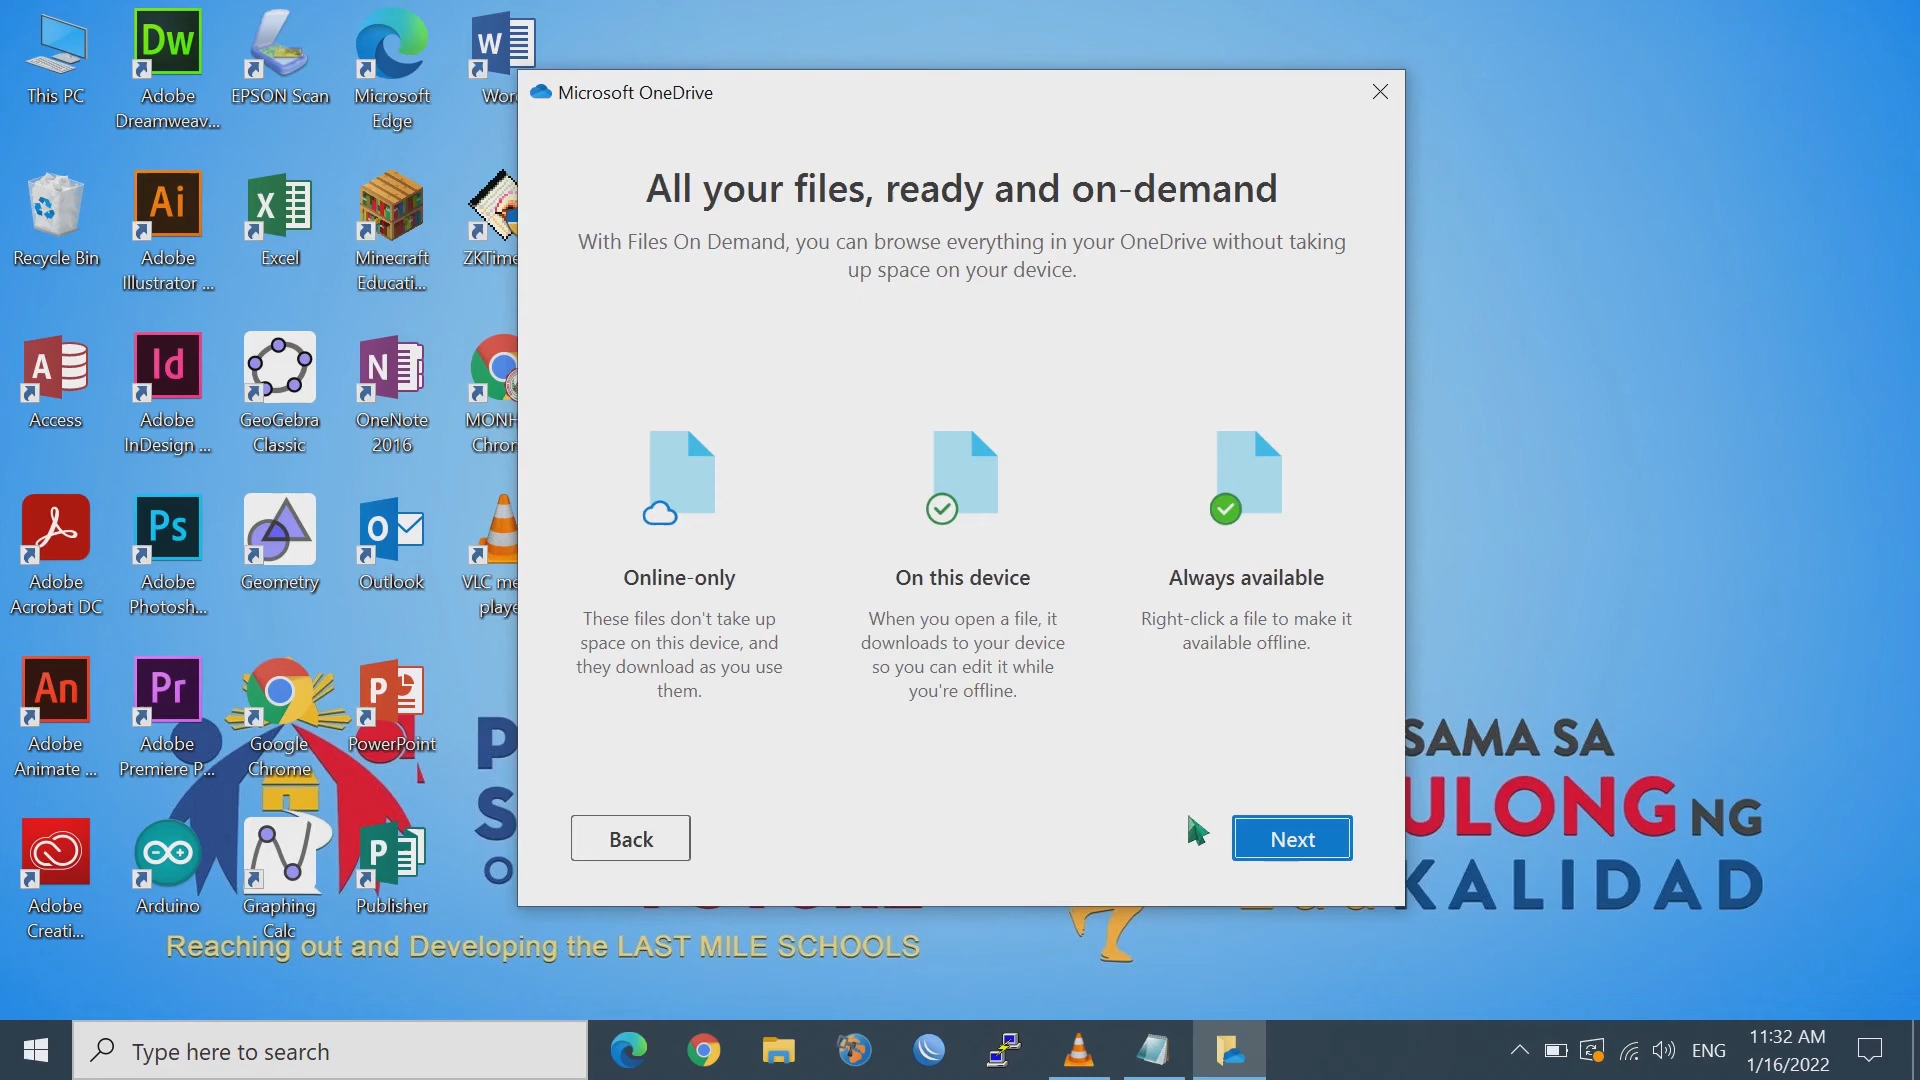 This PC
Adobe
Dreamweav...
EPSON Scan
Microsoft
Edge
Recycle Bin
Adobe
Illustrator ...
Excel
Minecraft
Educati...
Access
Adobe
InDesign ...
GeoGebra
Classic
OneNote
2016
Adobe
Acrobat DC
Adobe
Photosh...
Geometry
Outlook
VLC me
playe
Adobe
Animate ...
Adobe
Premiere P...
Google
Chrome
PowerPoint
Adobe
Creati...
Arduino
Graphing
Calc
Publisher
Microsoft OneDrive
All your files, ready and on-demand
With Files On Demand, you can browse everything in your OneDrive without taking
up space on your device.
Online-only
These files don't take up
space on this device, and
they download as you use
them.
On this device
When you open a file, it
downloads to your device
so you can edit it while
you're offline.
Always available
Right-click a file to make it
available offline.
Back
Next
SAMA SA
ULONG NG
KALIDAD
Reaching out and Developing the LAST MILE SCHOOLS
Type here to search
ENG
11:32 AM
1/16/2022